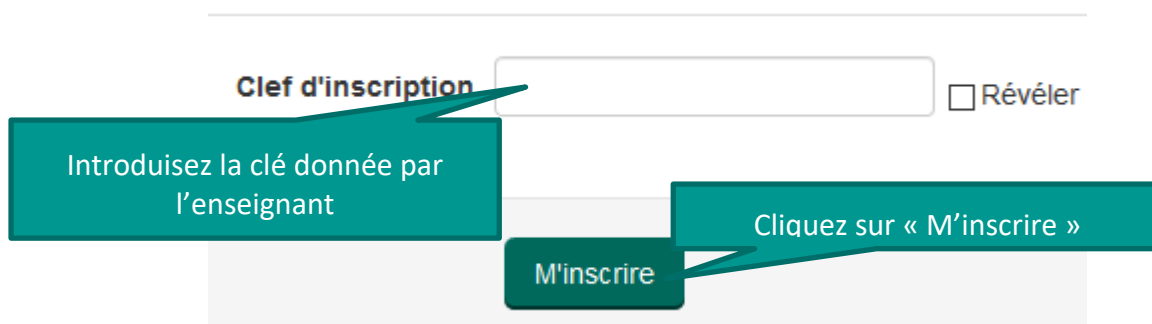 Clef d'inscription
Révéler
Introduisez la clé donnée par
l’enseignant
Cliquez sur « M’inscrire »
M'inscrire